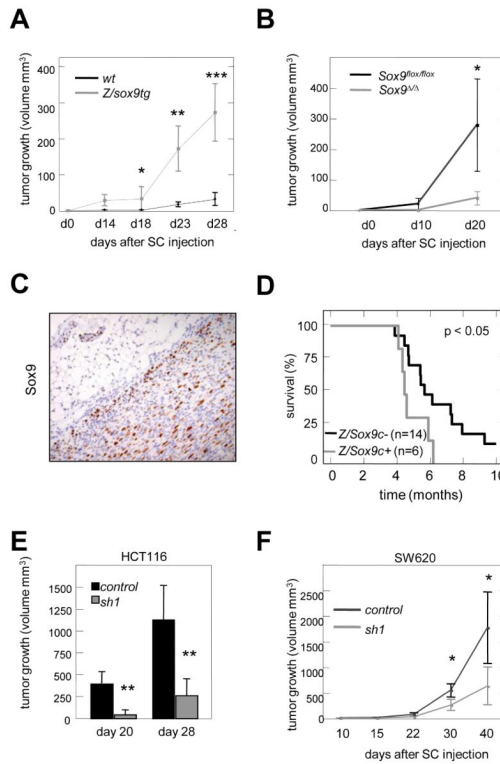 A
tumor growth (volume mm³)
400
300
200
100
0
wt
Z/sox9tg
*
**
***
d0 d14 d18 d23 d28
days after SC injection
B
tumor growth (volume mm³)
400
300
200
100
0
Sox9flox/flox
Sox9Δ/Δ
*
d0 d10 d20
days after SC injection
C
Sox9
D
survival (%)
100
75
50
25
0
p < 0.05
Z/Sox9c- (n=14)
Z/Sox9c+ (n=6)
0 2 4 6 8 10
time (months)
E
HCT116
tumor growth (volume mm³)
1500
1250
1000
750
500
250
0
control
sh1
**
**
day 20 day 28
F
SW620
tumor growth (volume mm³)
2500
2000
1500
1000
500
0
control
sh1
*
*
10 15 22 30 40
days after SC injection